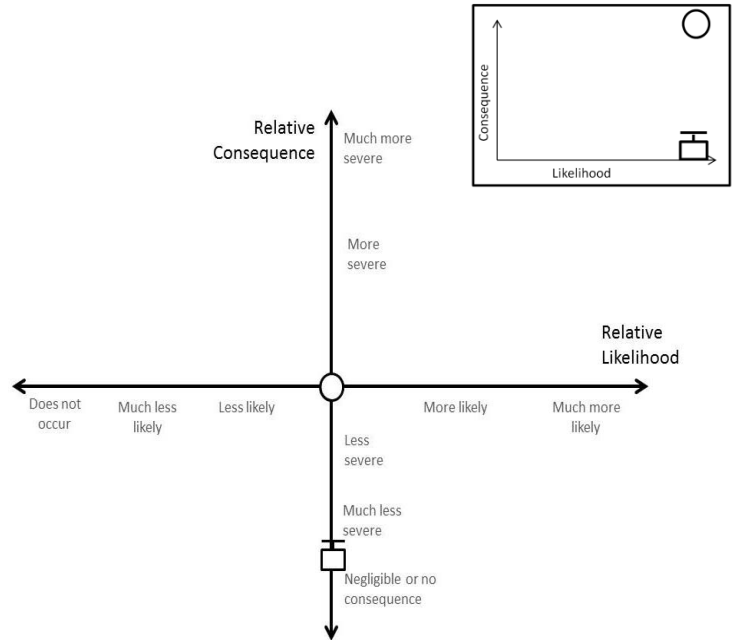 Consequence
Likelihood
Relative
Consequence
Much more
severe
More
severe
Relative
Likelihood
Does not
occur
Much less
likely
Less likely
More likely
Much more
likely
Less
severe
Much less
severe
Negligible or no
consequence